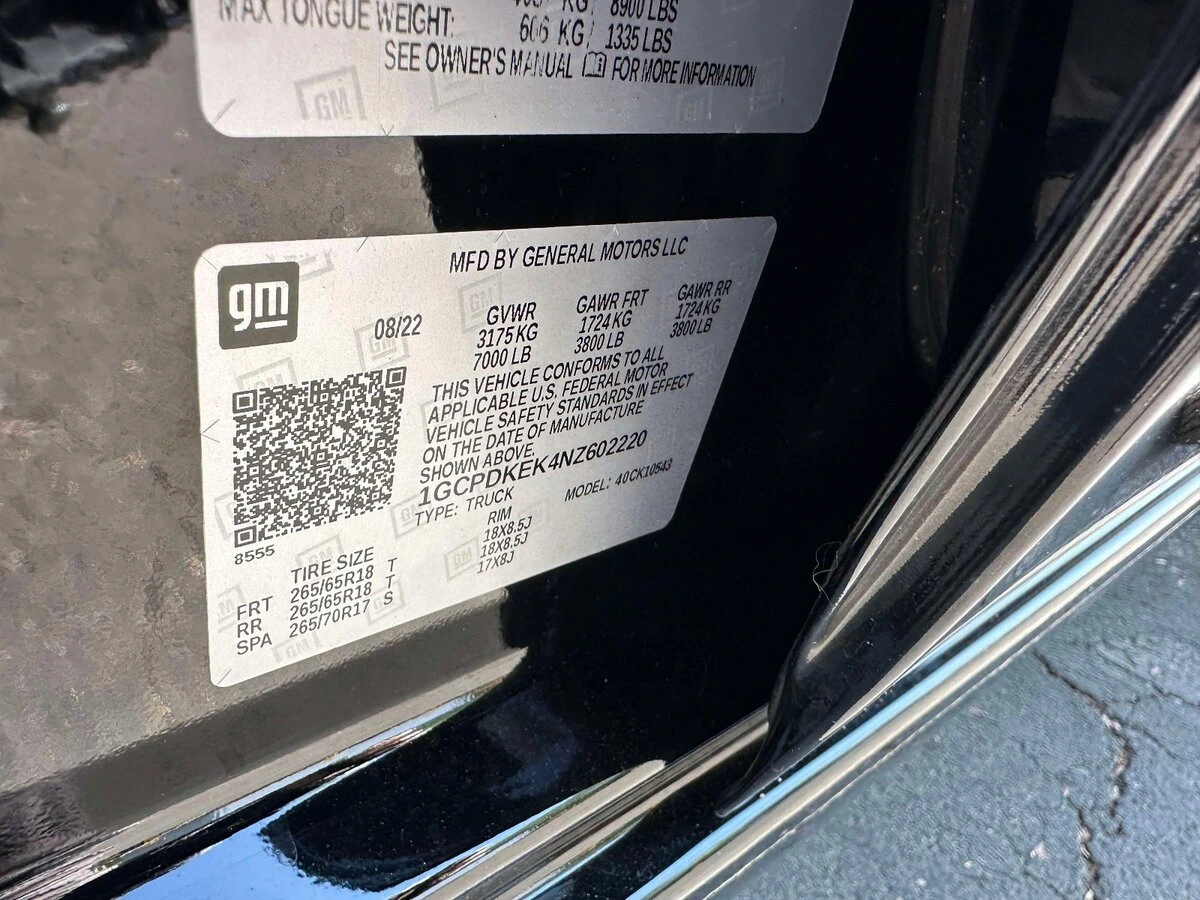 MAX TONGUE WEIGHT:
KG/ 8900 LBS
606 KG/ 1335 LBS
SEE OWNER'S MANUAL FOR MORE INFORMATION
GM
MFD BY GENERAL MOTORS LLC
gm
08/22
GVWR GAWR FRT GAWR RR
3175 KG 1724 KG 1724 KG
7000 LB 3800 LB 3800 LB
THIS VEHICLE CONFORMS TO ALL
APPLICABLE U.S. FEDERAL MOTOR
VEHICLE SAFETY STANDARDS IN EFFECT
ON THE DATE OF MANUFACTURE
SHOWN ABOVE.
1GCPDKEK4NZ602220
TYPE: TRUCK MODEL: 40CK10543
8555
TIRE SIZE RIM
FRT 265/65R18 T 18X8.5J
RR 265/65R18 T 18X8.5J
SPA 265/70R17 S 17X8J